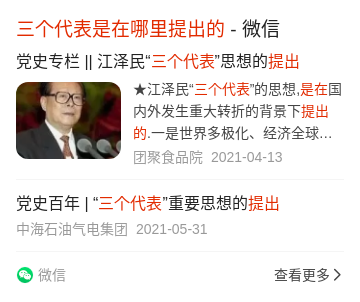 三个代表是在哪里提出的 - 微信
党史专栏 || 江泽民“三个代表”思想的提出
★江泽民“三个代表”的思想,是在国
内外发生重大转折的背景下提出
的.一是世界多极化、经济全球...
团聚食品院 2021-04-13
党史百年 | “三个代表”重要思想的提出
中海石油气电集团 2021-05-31
微信
查看更多